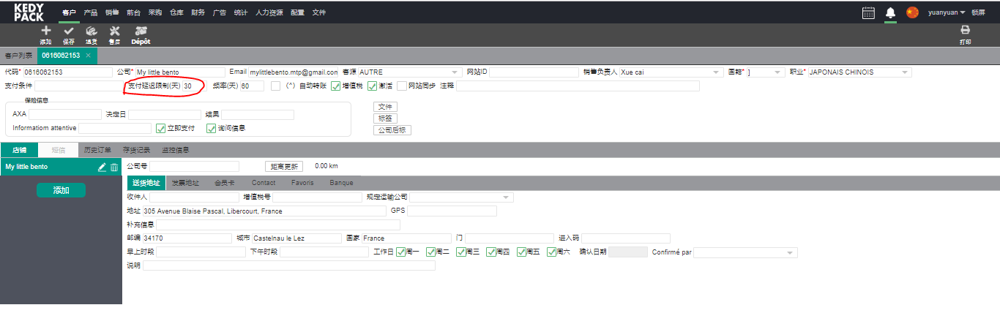 KEDY
PACK
客户 产品 销售 前台 采购 仓库 财务 广告 统计 人力资源 配置 文件
yuanyuan 锁屏
添加 保存 退货 售后 Dépôt 打印
客户列表 0616062153 ×
代码* 0616062153 公司* My little bento Email mylittlebento.mtp@gmail.com 客源 AUTRE 网站ID 销售负责人 Xue cai 国籍* ] 职业* JAPONAIS CHINOIS
支付条件 支付延迟限制(天) 30 频率(天) 60 (^) 自动转账 增值税 激活 网站同步 注释
保险信息
AXA 决定日 结果 文件
标签
Informatiom attentive 立即支付 询问信息 公司后标
店铺 短信 历史订单 存货记录 监控信息
My little bento 公司号 距离更新 0.00 km
送货地址 发票地址 会员卡 Contact Favoris Banque
添加
收件人 增值税号 规定运输公司
地址 305 Avenue Blaise Pascal, Libercourt, France GPS
补充信息
邮编 34170 城市 Castelnau le Lez 国家 France 门 进入码
早上时段 下午时段 工作日 周一 周二 周三 周四 周五 周六 确认日期 Confirmé par
说明